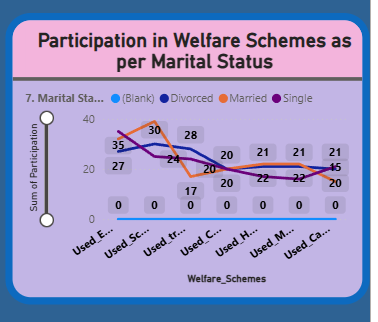 Participation in Welfare Schemes as
per Marital Status
7. Marital Sta... (Blank) Divorced Married Single
Sum of Participation
40
20
0
35
27
30
24
28
17
20
20
20
21
22
21
22
21
15
20
0 0 0 0 0 0 0
Used_E... Used_Sc... Used_tr... Used_C... Used_H... Used_M... Used_Ca...
Welfare_Schemes